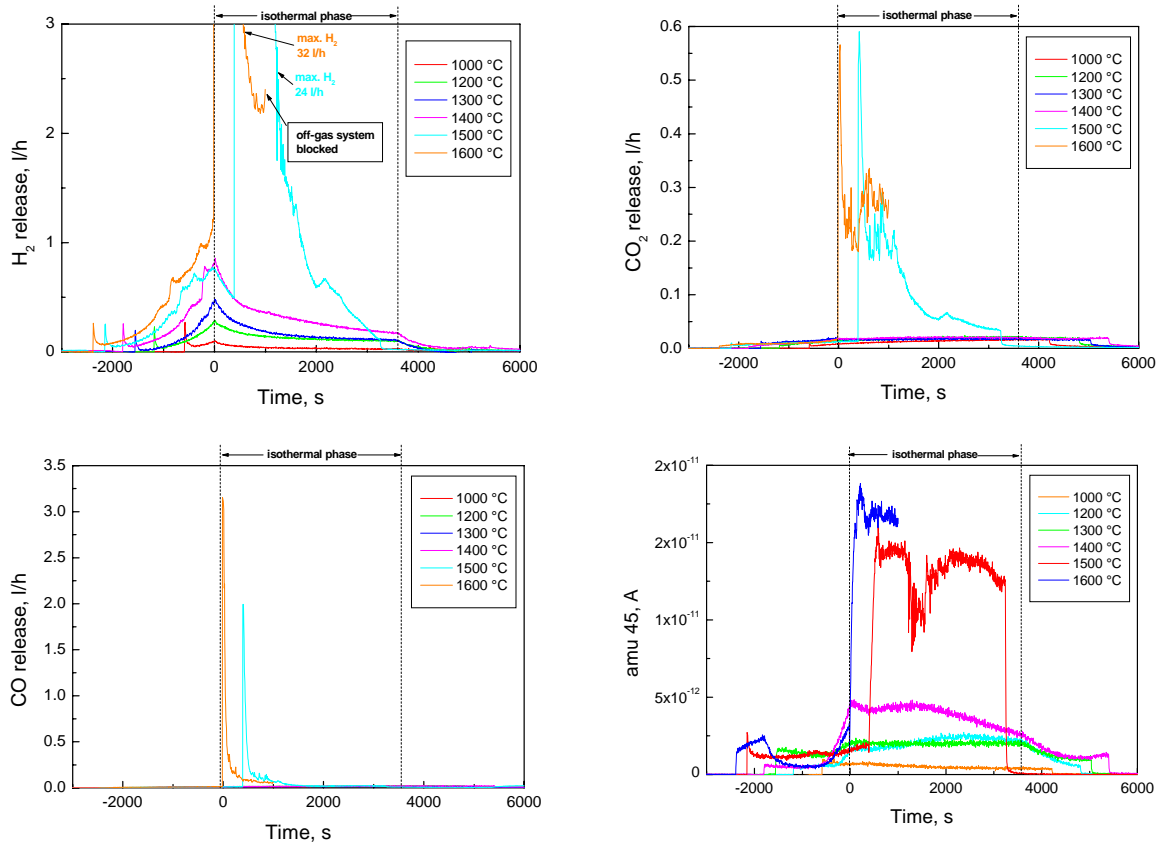 isothermal phase
3
2
1
0
H2 release, l/h
max. H2
32 l/h
max. H2
24 l/h
off-gas system
blocked
1000 °C
1200 °C
1300 °C
1400 °C
1500 °C
1600 °C
-2000 0 2000 4000 6000
Time, s
isothermal phase
0.6
0.5
0.4
0.3
0.2
0.1
0.0
CO2 release, l/h
1000 °C
1200 °C
1300 °C
1400 °C
1500 °C
1600 °C
-2000 0 2000 4000 6000
Time, s
isothermal phase
3.5
3.0
2.5
2.0
1.5
1.0
0.5
0.0
CO release, l/h
1000 °C
1200 °C
1300 °C
1400 °C
1500 °C
1600 °C
-2000 0 2000 4000 6000
Time, s
isothermal phase
2x10-11
2x10-11
1x10-11
5x10-12
0
amu 45, A
1000 °C
1200 °C
1300 °C
1400 °C
1500 °C
1600 °C
-2000 0 2000 4000 6000
Time, s